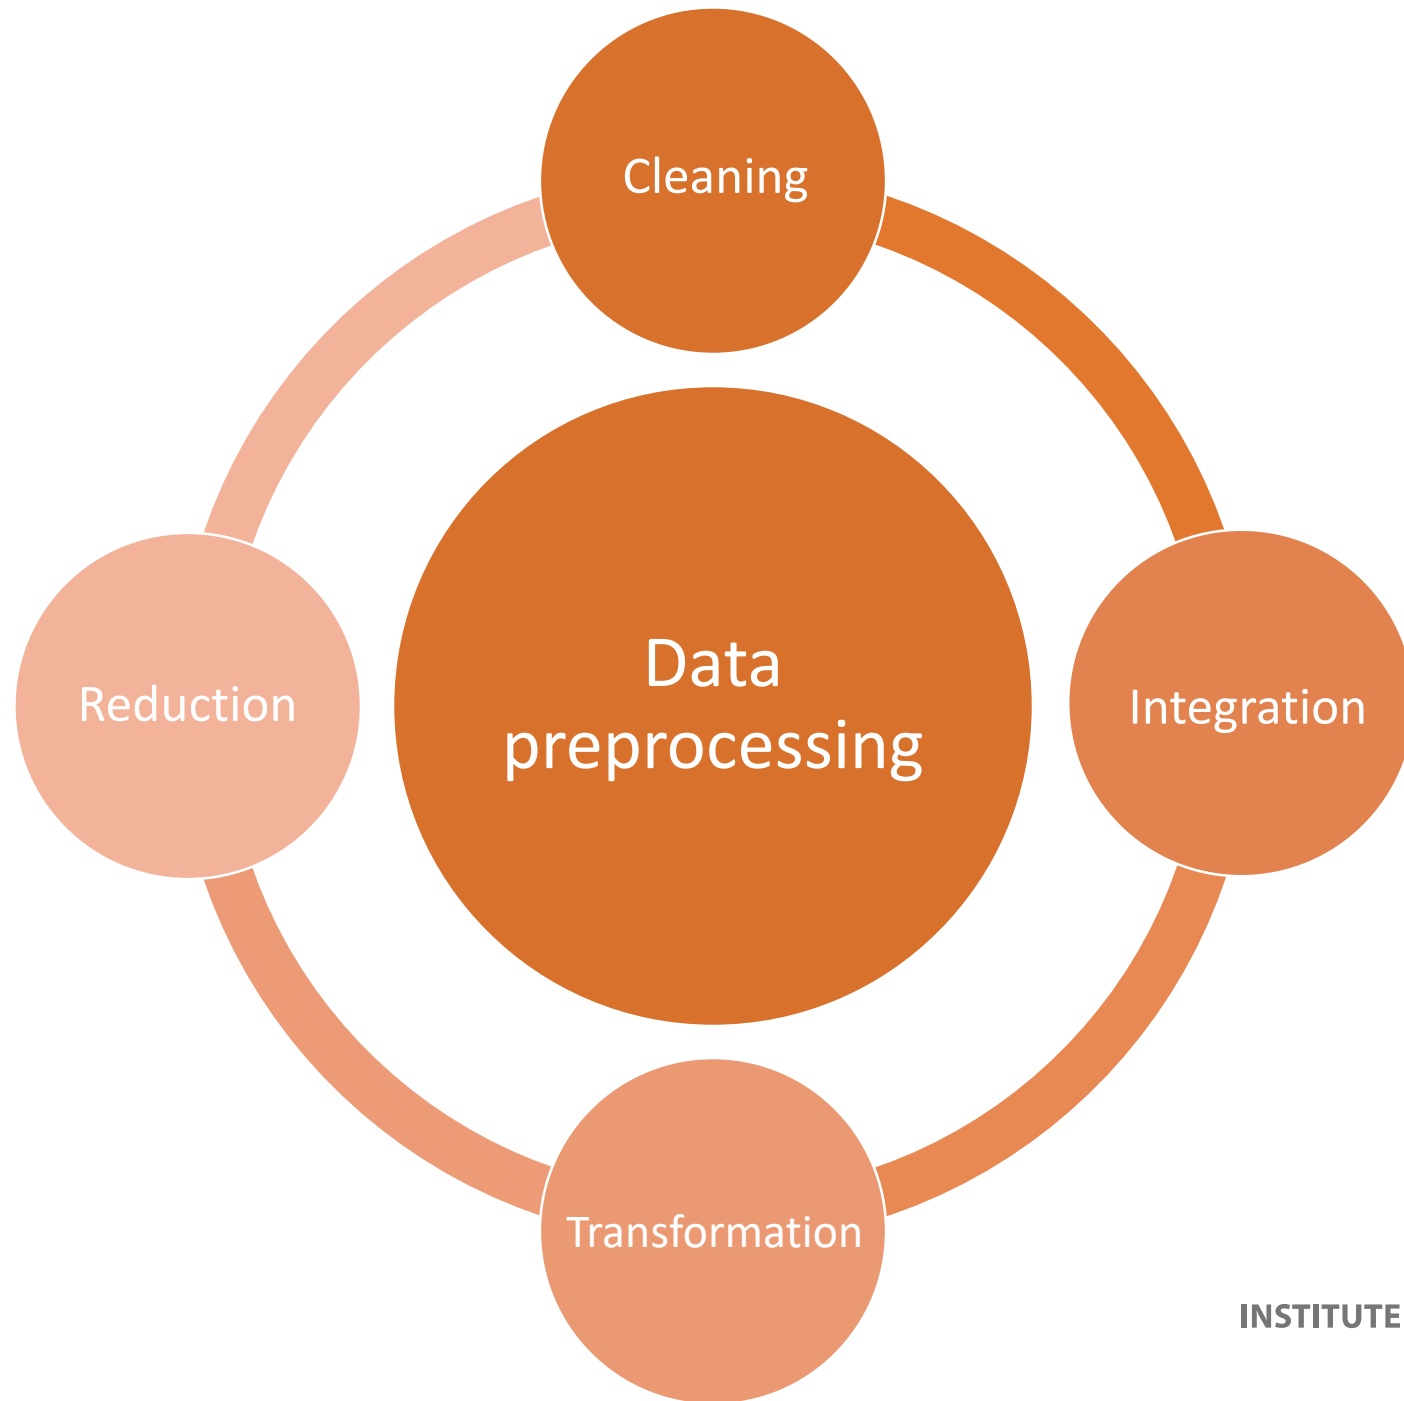 Cleaning
Data
preprocessing
Reduction
Integration
Transformation
INSTITUTE